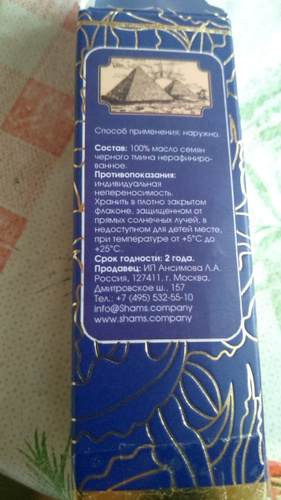 Способ применения: наружно.
Состав: 100% масло семян
черного тмина нерафиниро-
ванное.
Противопоказания:
индивидуальная
непереносимость.
Хранить в плотно закрытом
флаконе, защищенном от
прямых солнечных лучей, в
недоступном для детей месте,
при температуре от +5°С до
+25°С.
Срок годности: 2 года.
Продавец: ИП Ансимова Л.А.
Россия, 127411, г. Москва,
Дмитровское ш., 157
Тел.: +7 (495) 532-55-10
info@Shams.company
www.shams.company